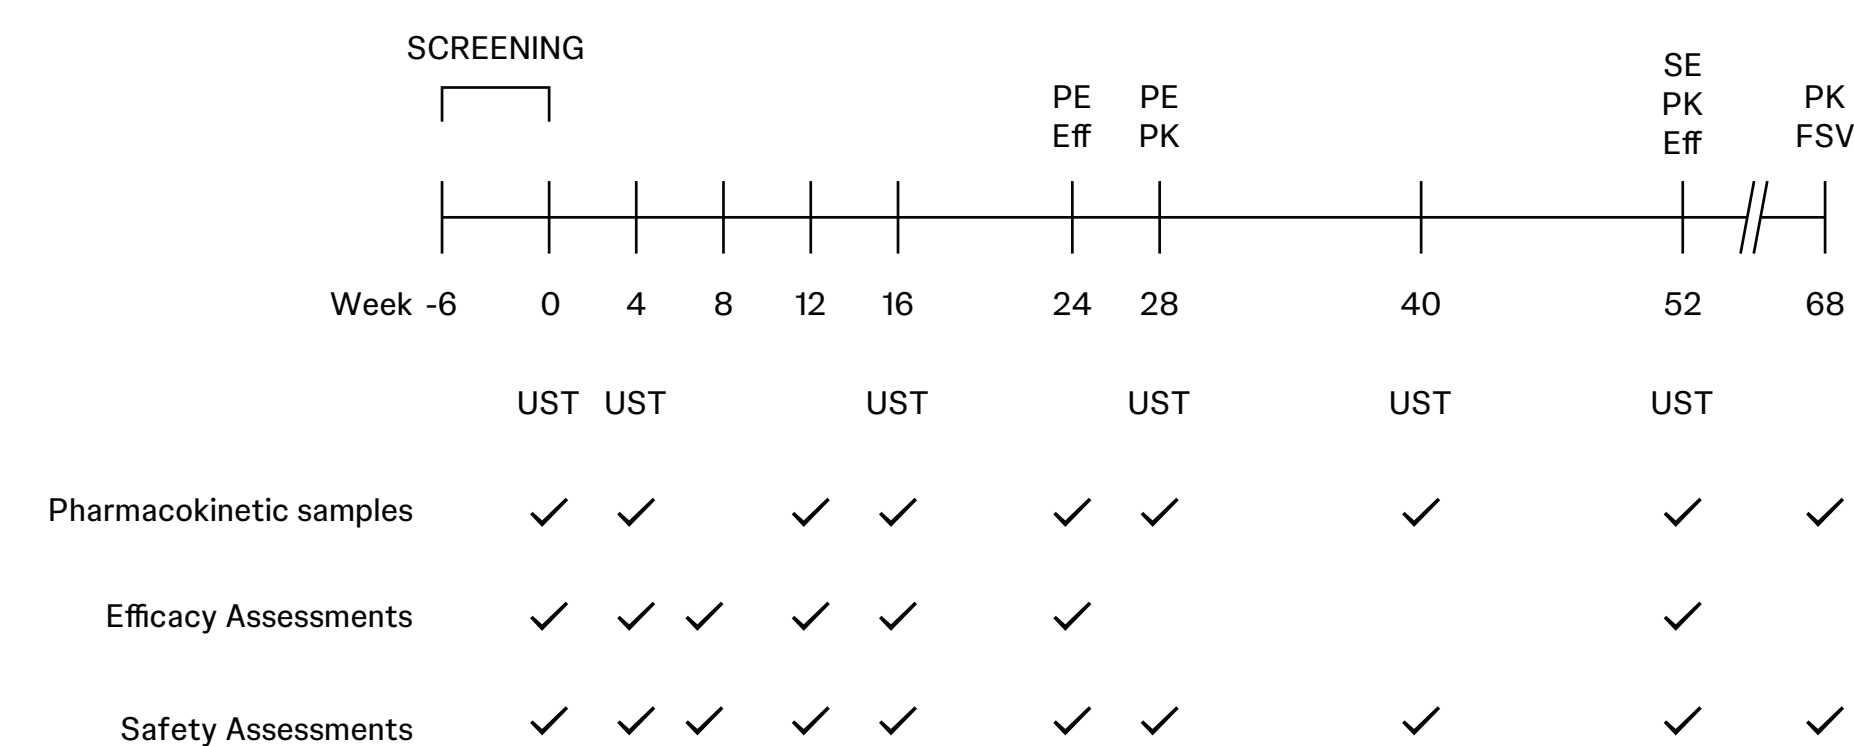 SCREENING
PE
Eff
PE
PK
SE
PK
Eff
PK
FSV
Week -6 0 4 8 12 16 24 28 40 52 68
UST UST UST UST UST UST
Pharmacokinetic samples
Efficacy Assessments
Safety Assessments